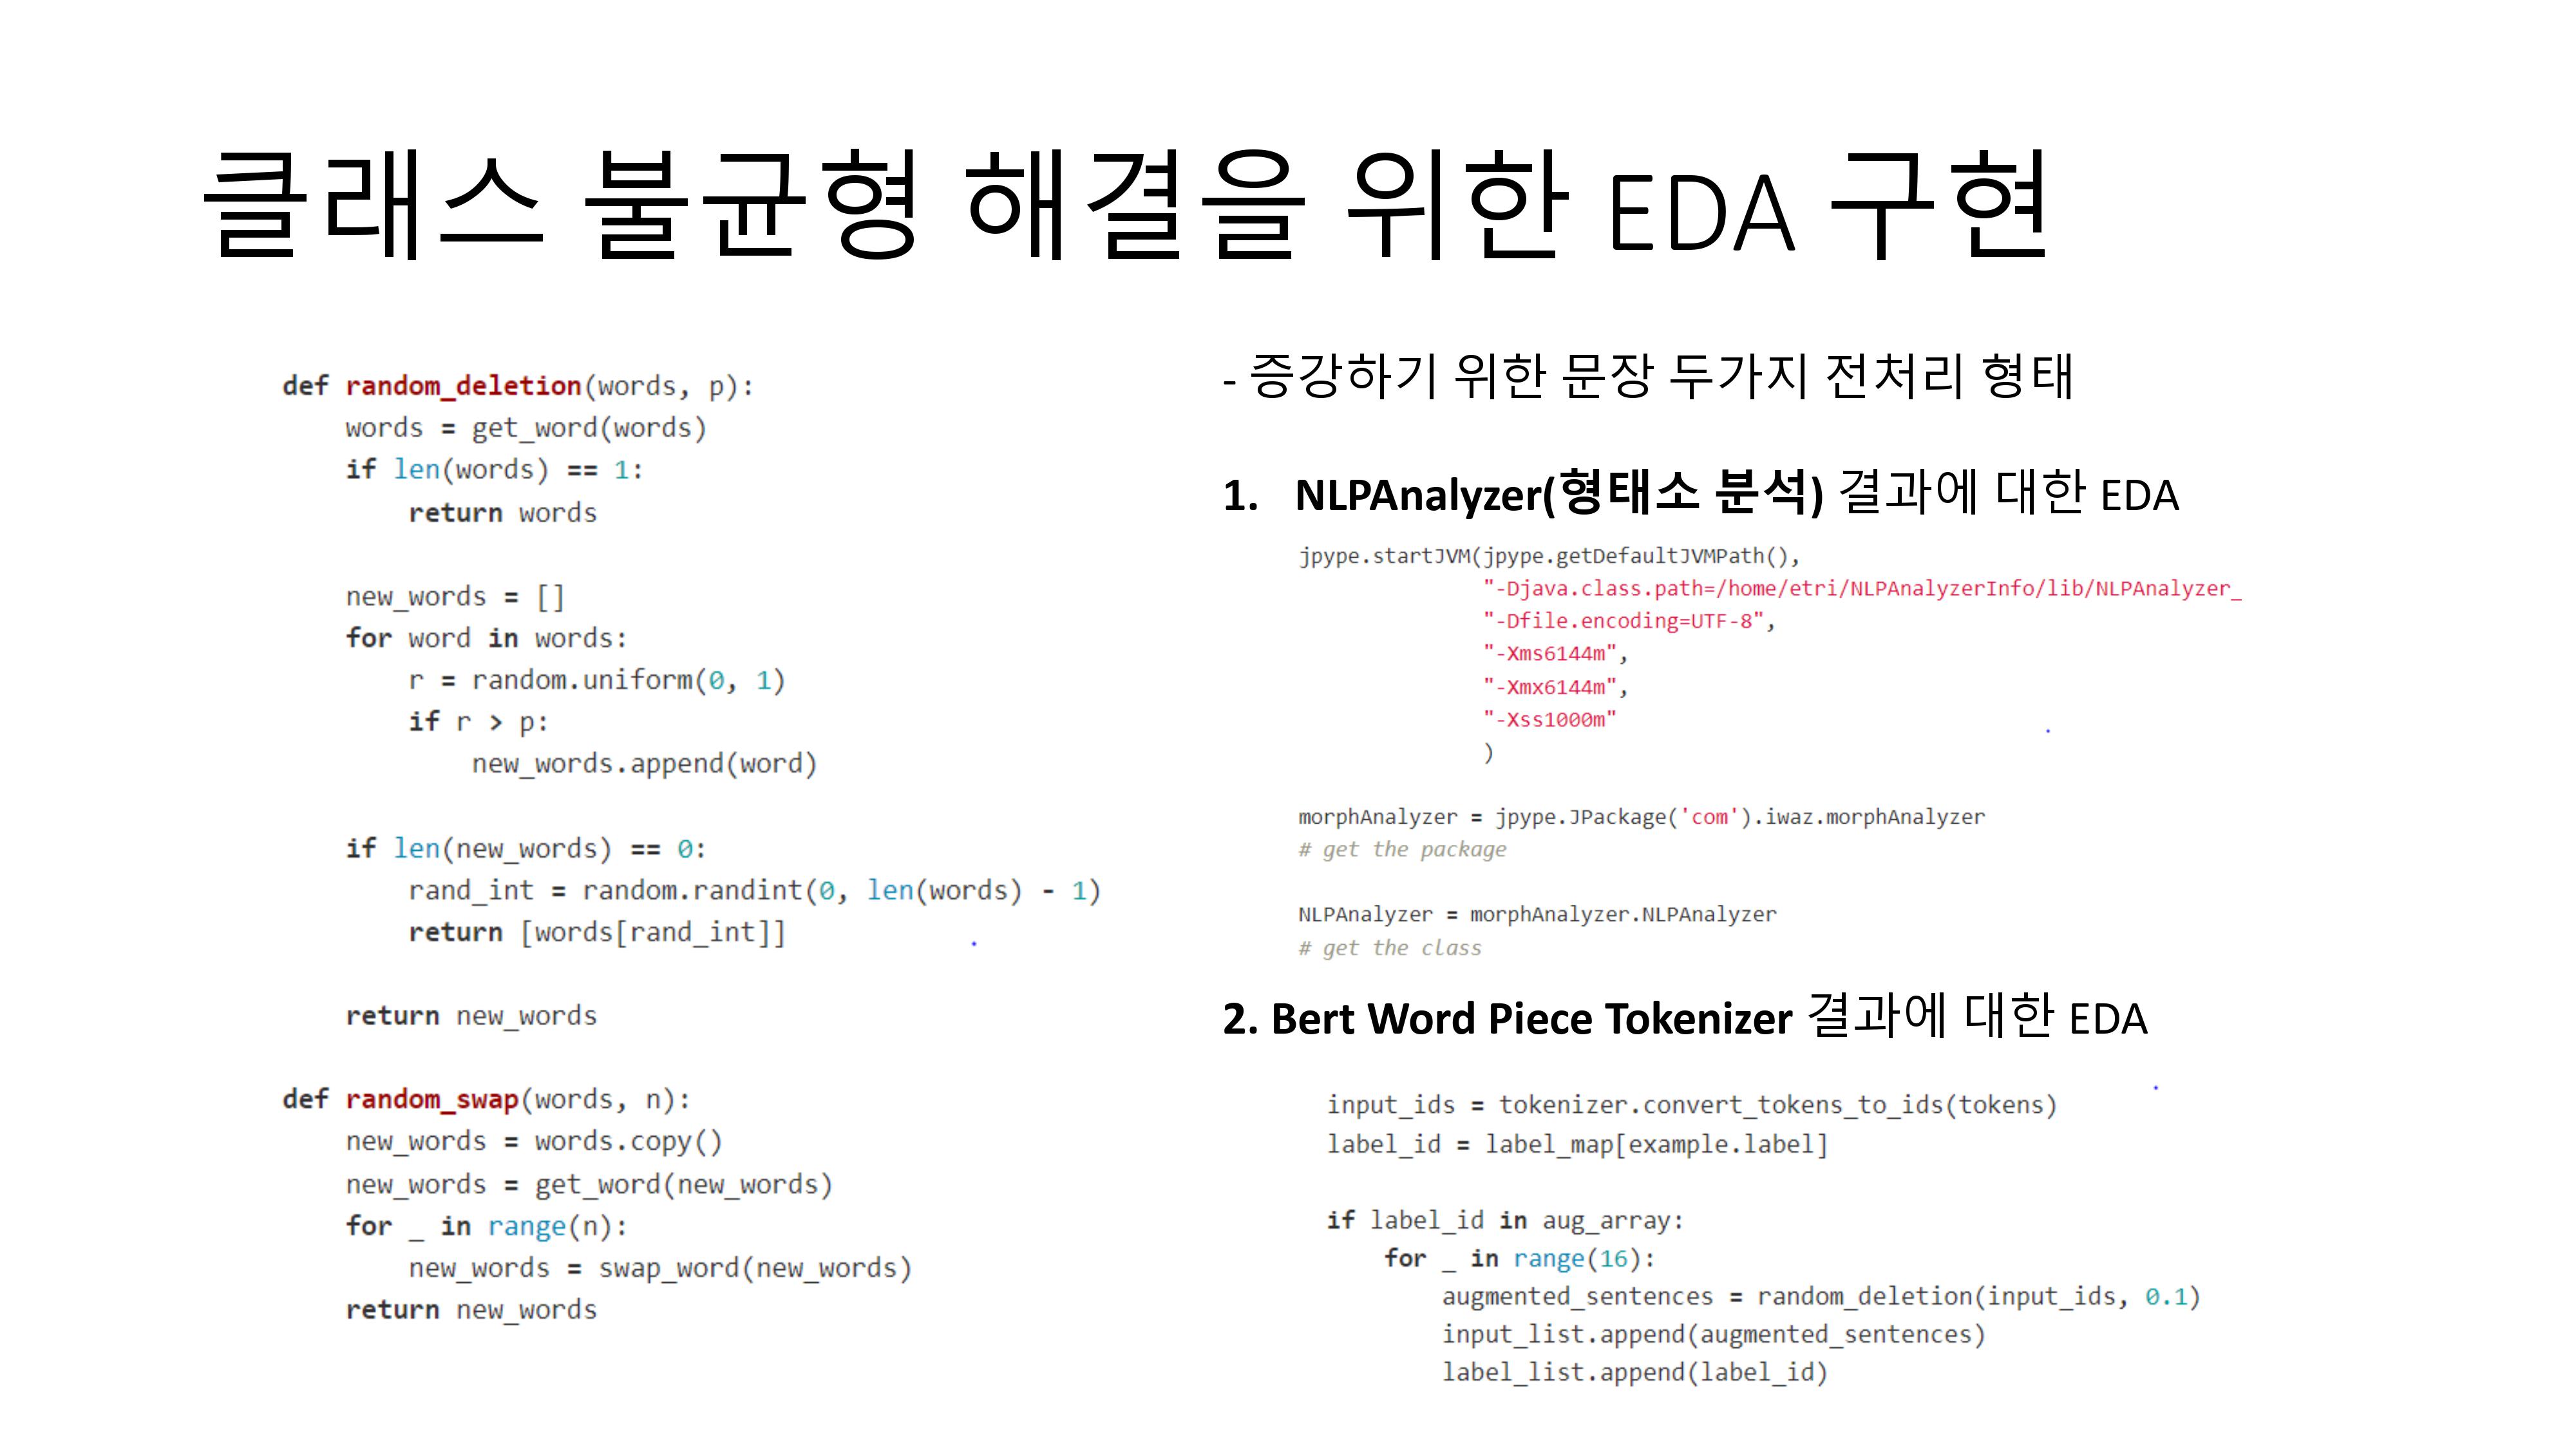 클래스 불균형 해결을 위한 EDA 구현
def random_deletion(words, p):
    words = get_word(words)
    if len(words) == 1:
        return words

    new_words = []
    for word in words:
        r = random.uniform(0, 1)
        if r > p:
            new_words.append(word)

    if len(new_words) == 0:
        rand_int = random.randint(0, len(words) - 1)
        return [words[rand_int]]

    return new_words

def random_swap(words, n):
    new_words = words.copy()
    new_words = get_word(new_words)
    for _ in range(n):
        new_words = swap_word(new_words)
    return new_words
- 증강하기 위한 문장 두가지 전처리 형태
1. NLPAnalyzer(형태소 분석) 결과에 대한 EDA
jpype.startJVM(jpype.getDefaultJVMPath(),
               "-Djava.class.path=/home/etri/NLPAnalyzerInfo/lib/NLPAnalyzer_
               "-Dfile.encoding=UTF-8",
               "-Xms6144m",
               "-Xmx6144m",
               "-Xss1000m"
               )

morphAnalyzer = jpype.JPackage('com').iwaz.morphAnalyzer
# get the package

NLPAnalyzer = morphAnalyzer.NLPAnalyzer
# get the class
2. Bert Word Piece Tokenizer 결과에 대한 EDA
input_ids = tokenizer.convert_tokens_to_ids(tokens)
label_id = label_map[example.label]

if label_id in aug_array:
    for _ in range(16):
        augmented_sentences = random_deletion(input_ids, 0.1)
        input_list.append(augmented_sentences)
        label_list.append(label_id)